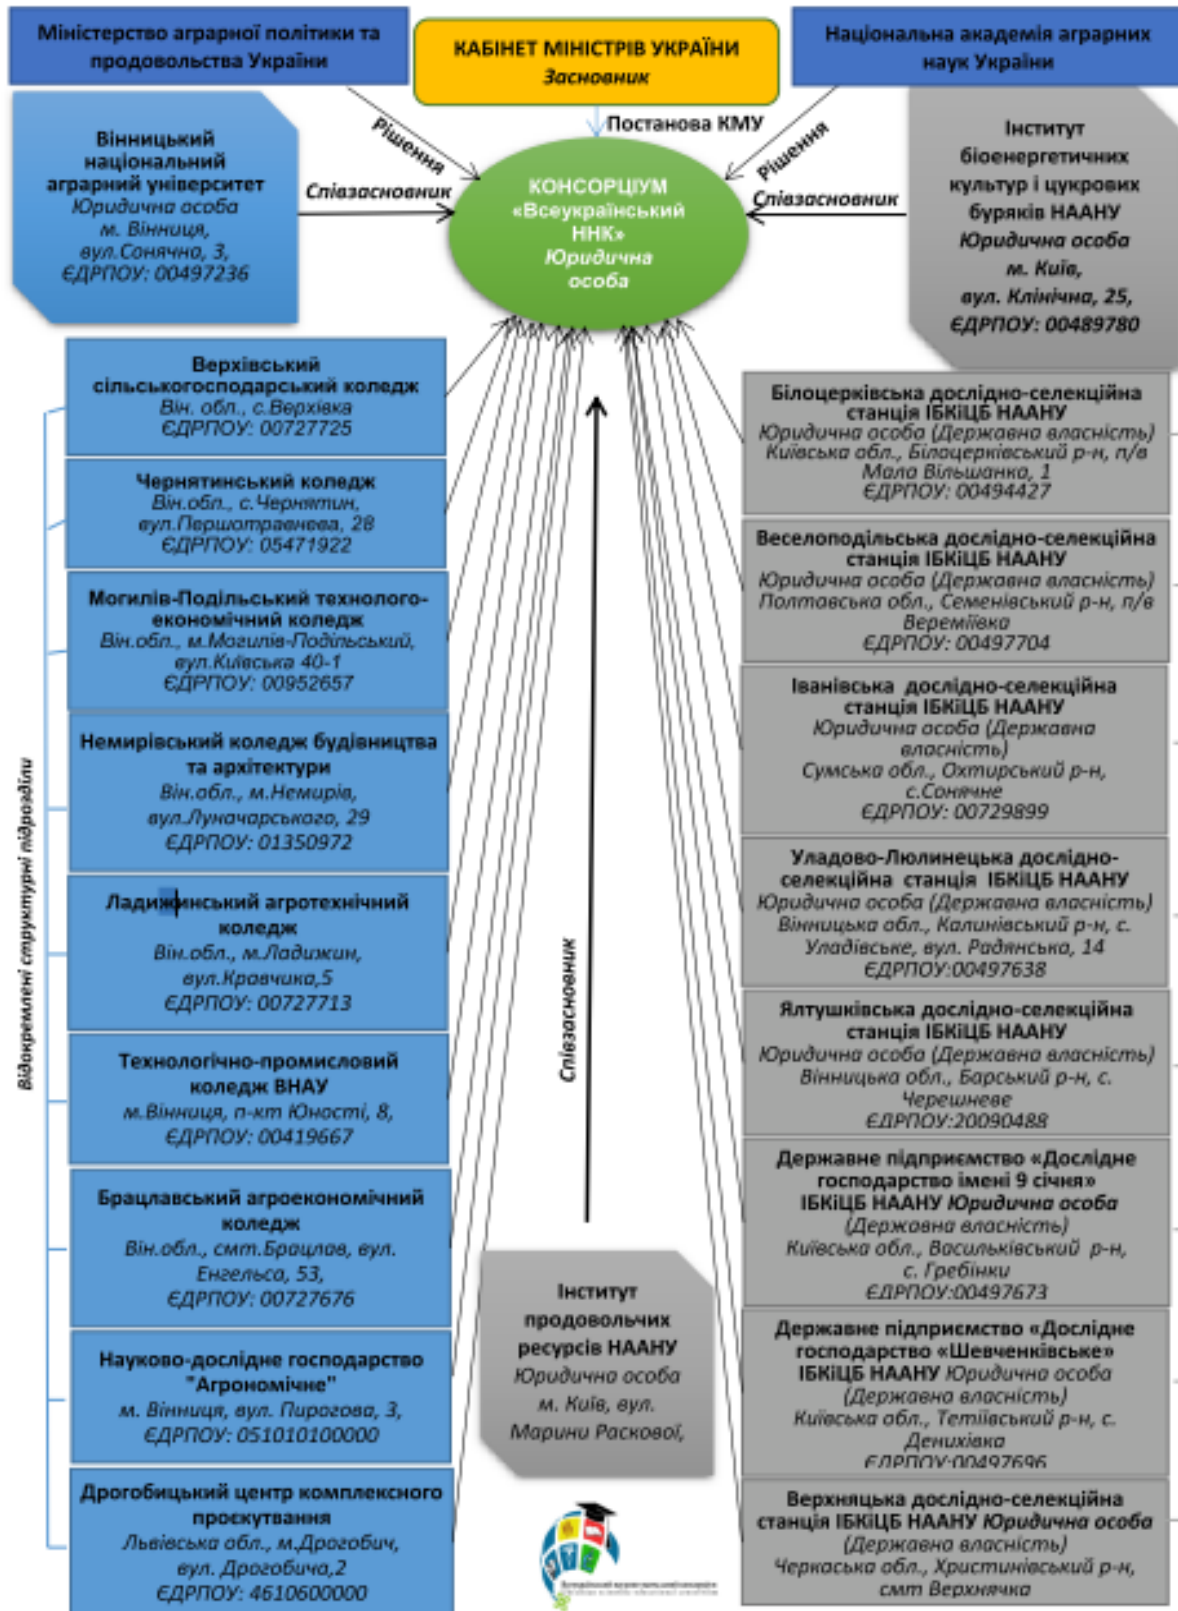 Міністерство аграрної політики та
продовольства України
КАБІНЕТ МІНІСТРІВ УКРАЇНИ
Засновник
Національна академія аграрних
наук України
Рішення
Постанова КМУ
Рішення
Вінницький
національний
аграрний університет
Юридична особа
м. Вінниця,
вул.Сонячна, 3,
ЄДРПОУ: 00497236
Співзасновник
КОНСОРЦІУМ
«Всеукраїнський
ННК»
Юридична
особа
Співзасновник
Інститут
біоенергетичних
культур і цукрових
буряків НААНУ
Юридична особа
м. Київ,
вул. Клінічна, 25,
ЄДРПОУ: 00489780
Відокремлені структурні підрозділи
Верхівський
сільськогосподарський коледж
Він. обл., с.Верхівка
ЄДРПОУ: 00727725
Чернятинський коледж
Він.обл., с.Чернятин,
вул.Першотравнева, 28
ЄДРПОУ: 05471922
Могилів-Подільський технолого-
економічний коледж
Він.обл., м.Могилів-Подільський,
вул.Київська 40-1
ЄДРПОУ: 00952657
Немирівський коледж будівництва
та архітектури
Він.обл., м.Немирів,
вул.Луначарського, 29
ЄДРПОУ: 01350972
Ладижинський агротехнічний
коледж
Він.обл., м.Ладижин,
вул.Кравчика,5
ЄДРПОУ: 00727713
Технологічно-промисловий
коледж ВНАУ
м.Вінниця, п-кт Юності, 8,
ЄДРПОУ: 00419667
Брацлавський агроекономічний
коледж
Він.обл., смт.Брацлав, вул.
Енгельса, 53,
ЄДРПОУ: 00727676
Науково-дослідне господарство
"Агрономічне"
м. Вінниця, вул. Пирогова, 3,
ЄДРПОУ: 051010100000
Дрогобицький центр комплексного
проєкутвання
Львівська обл., м.Дрогобич,
вул. Дрогобича,2
ЄДРПОУ: 4610600000
Співзасновник
Інститут
продовольчих
ресурсів НААНУ
Юридична особа
м. Київ, вул.
Марини Раскової,
Білоцерківська дослідно-селекційна
станція ІБКіЦБ НААНУ
Юридична особа (Державна власність)
Київська обл., Білоцерківський р-н, п/в
Мала Вільшанка, 1
ЄДРПОУ: 00494427
Веселоподільська дослідно-селекційна
станція ІБКіЦБ НААНУ
Юридична особа (Державна власність)
Полтавська обл., Семенівський р-н, п/в
Вереміївка
ЄДРПОУ: 00497704
Іванівська дослідно-селекційна
станція ІБКіЦБ НААНУ
Юридична особа (Державна
власність)
Сумська обл., Охтирський р-н,
с.Сонячне
ЄДРПОУ: 00729899
Уладово-Люлинецька дослідно-
селекційна станція ІБКіЦБ НААНУ
Юридична особа (Державна власність)
Вінницька обл., Калинівський р-н, с.
Уладівське, вул. Радянська, 14
ЄДРПОУ:00497638
Ялтушківська дослідно-селекційна
станція ІБКіЦБ НААНУ
Юридична особа (Державна власність)
Вінницька обл., Барський р-н, с.
Черешневе
ЄДРПОУ:20090488
Державне підприємство «Дослідне
господарство імені 9 січня»
ІБКіЦБ НААНУ Юридична особа
(Державна власність)
Київська обл., Васильківський р-н,
с. Гребінки
ЄДРПОУ:00497673
Державне підприємство «Дослідне
господарство «Шевченківське»
ІБКіЦБ НААНУ Юридична особа
(Державна власність)
Київська обл., Тетіївський р-н, с.
Денихівка
ЄДРПОУ:00497696
Верхняцька дослідно-селекційна
станція ІБКіЦБ НААНУ Юридична особа
(Державна власність)
Черкаська обл., Христинівський р-н,
смт Верхнячка